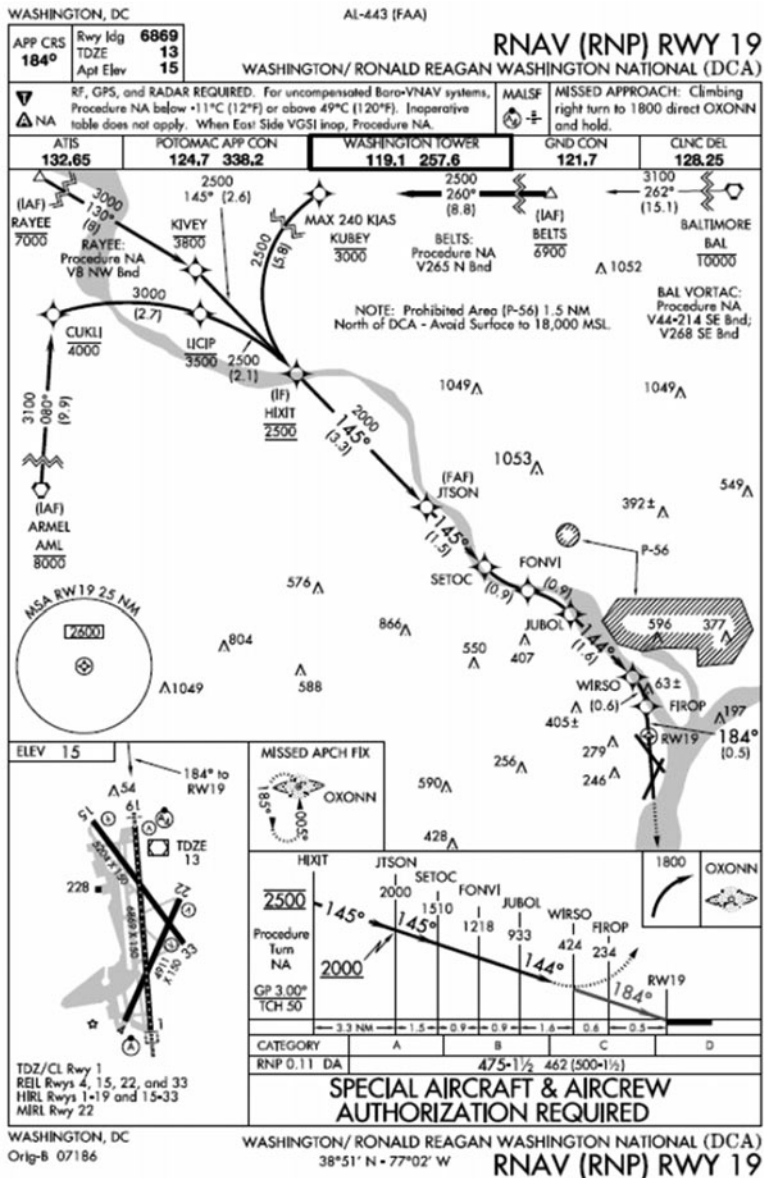 WASHINGTON, DC
AL-443 (FAA)
APP CRS
184°
Rwy ldg 6869
TDZE 13
Apt Elev 15
RNAV (RNP) RWY 19
WASHINGTON/ RONALD REAGAN WASHINGTON NATIONAL (DCA)
▼
A NA
RF, GPS, and RADAR REQUIRED. For uncompensated Baro-VNAV systems,
Procedure NA below -11°C (12°F) or above 49°C (120°F). Inoperative
table does not apply. When East Side VGSI inop, Procedure NA.
MALSF
MISSED APPROACH: Climbing
right turn to 1800 direct OXONN
and hold.
ATIS
132.65
POTOMAC APP CON
124.7 338.2
WASHINGTON TOWER
119.1 257.6
GND CON
121.7
CLNC DEL
128.25
(IAF)
RAYEE
7000
3000
130°
(8)
RAYEE:
Procedure NA
V8 NW Bnd
2500
145° (2.6)
KIVEY
3800
2500
(5.8)
MAX 240 KIAS
KUBEY
3000
2500
260°
(8.8)
BELTS:
Procedure NA
V265 N Bnd
(IAF)
BELTS
6900
3100
262°
(15.1)
BALTIMORE
BAL
10000
1052
BAL VORTAC:
Procedure NA
V44-214 SE Bnd;
V268 SE Bnd
NOTE: Prohibited Area (P-56) 1.5 NM
North of DCA - Avoid Surface to 18,000 MSL.
3000
(2.7)
CUKLI
4000
LICIP
3500
2500
(2.1)
(IF)
HIXIT
2500
3100
080°
(9.9)
(IAF)
ARMEL
AML
8000
2000
145°
(3.3)
1049
1049
1053
549
392±
(FAF)
JTSON
145°
(1.5)
SETOC
(0.9)
FONVI
(0.9)
P-56
JUBOL
144°
(1.6)
596
377
WIRSO
(0.6)
63±
FIROP
197
RW19
184°
(0.5)
MSA RW19 25 NM
2600
576
866
804
550
407
588
1049
405±
279
256
246
590
428
ELEV 15
184° to
RW19
54
15
19
TDZE
13
5204 X 150
228
6869 X 150
22
33
4911
X 150
4
1
TDZ/CL Rwy 1
REIL Rwys 4, 15, 22, and 33
HIRL Rwys 1-19 and 15-33
MIRL Rwy 22
MISSED APCH FIX
OXONN
185°
005°
HIXIT
JTSON
2000
SETOC
1510
FONVI
1218
JUBOL
933
WIRSO
424
FIROP
234
RW19
1800
OXONN
2500
145°
145°
144°
184°
Procedure
Turn
NA
2000
GP 3.00°
TCH 50
3.3 NM 1.5 0.9 0.9 1.6 0.6 0.5
CATEGORY A B C D
RNP 0.11 DA 475-1½ 462 (500-1½)
SPECIAL AIRCRAFT & AIRCREW
AUTHORIZATION REQUIRED
WASHINGTON, DC
Orig-B 07186
38°51' N - 77°02' W
WASHINGTON/ RONALD REAGAN WASHINGTON NATIONAL (DCA)
RNAV (RNP) RWY 19